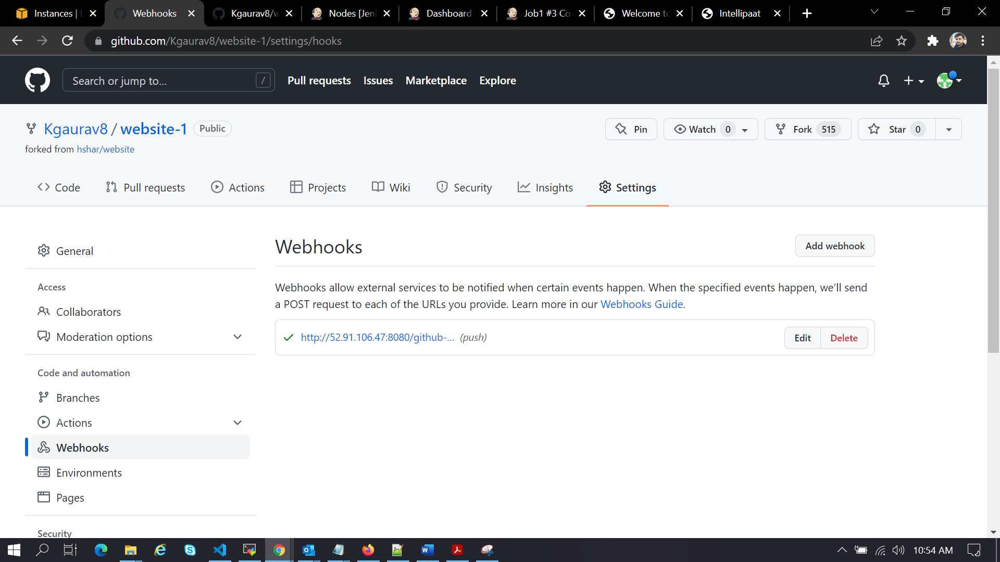 Instances | E
Webhooks
Kgaurav8/w
Nodes [Jenk
Dashboard
Job1 #3 Co
Welcome to
Intellipaat
github.com/Kgaurav8/website-1/settings/hooks
Search or jump to...
/
Pull requests
Issues
Marketplace
Explore
Kgaurav8 / website-1
Public
Pin
Watch 0
Fork 515
Star 0
forked from hshar/website
Code
Pull requests
Actions
Projects
Wiki
Security
Insights
Settings
General
Access
Collaborators
Moderation options
Code and automation
Branches
Actions
Webhooks
Environments
Pages
Security
Webhooks
Add webhook
Webhooks allow external services to be notified when certain events happen. When the specified events happen, we’ll send
a POST request to each of the URLs you provide. Learn more in our Webhooks Guide.
http://52.91.106.47:8080/github-... (push)
Edit
Delete
10:54 AM